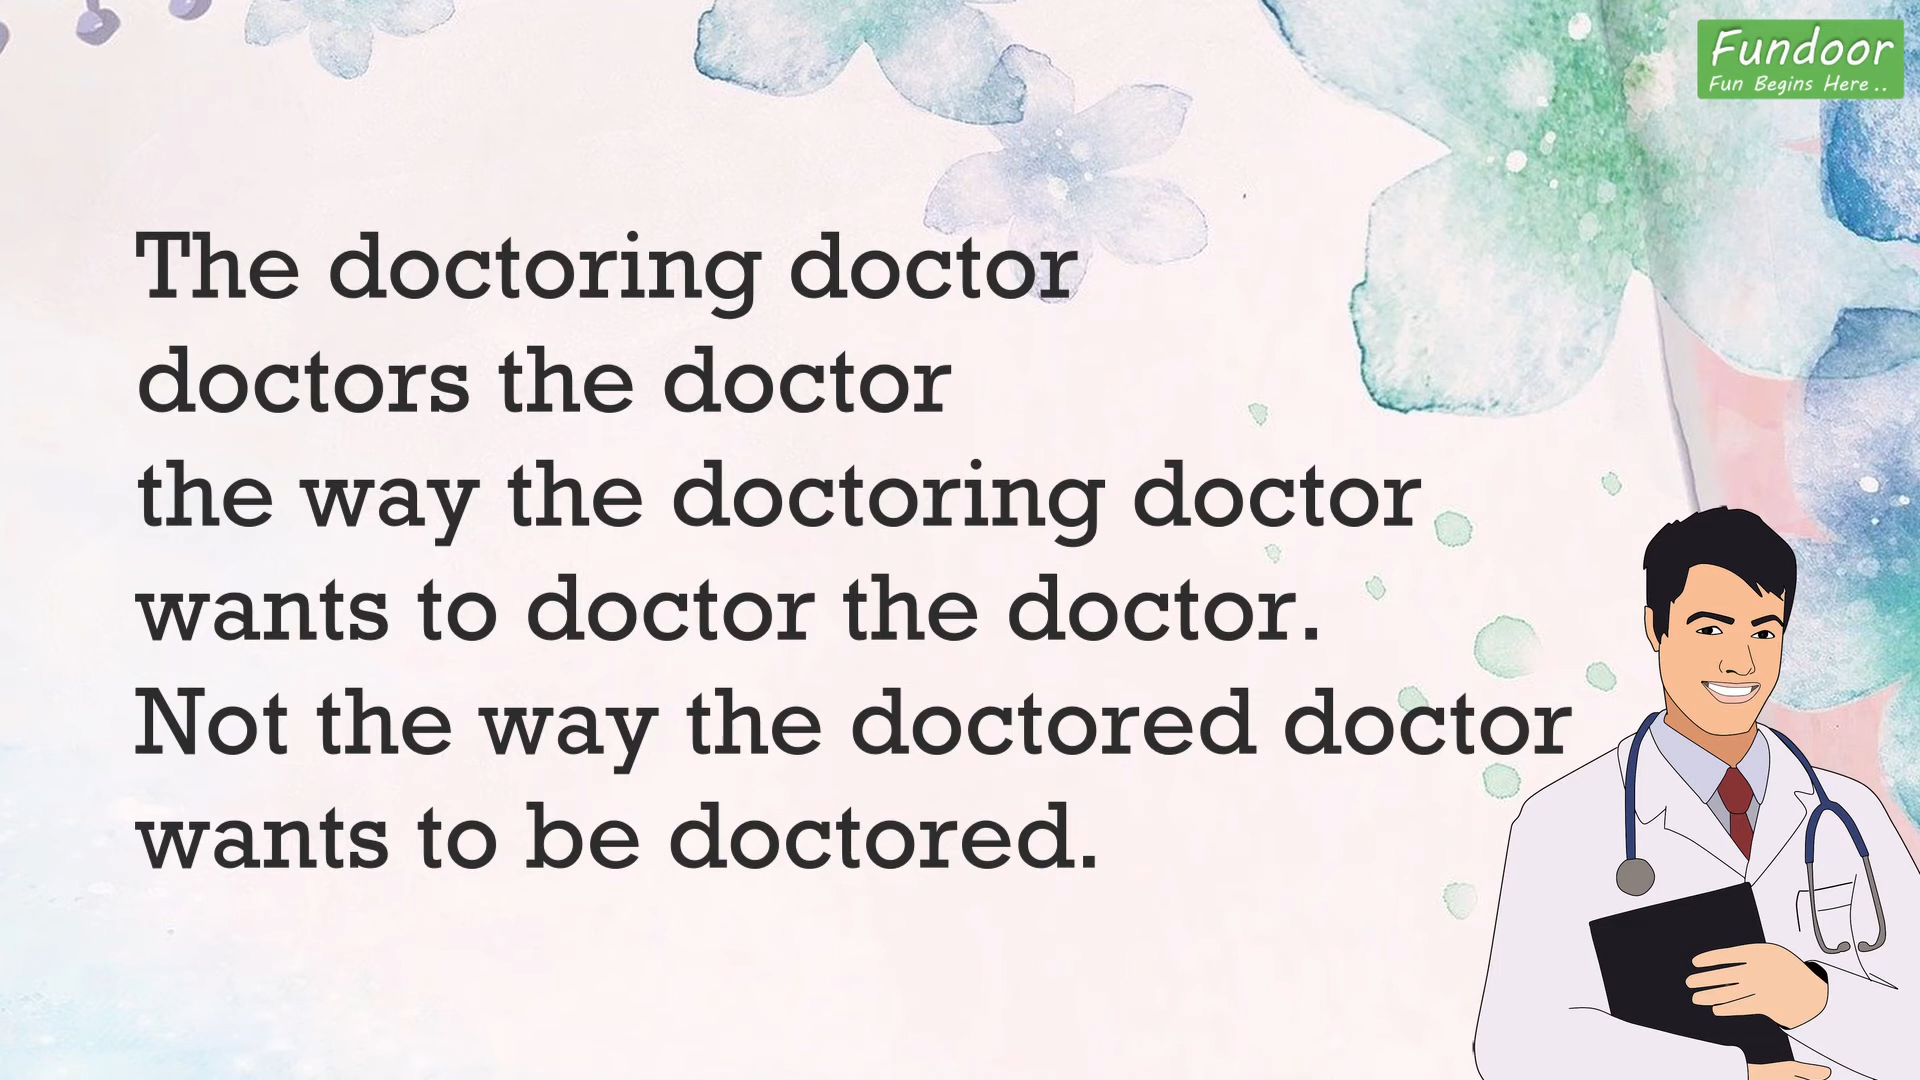 Fundoor
Fun Begins Here..
The doctoring doctor
doctors the doctor
the way the doctoring doctor
wants to doctor the doctor.
Not the way the doctored doctor
wants to be doctored.